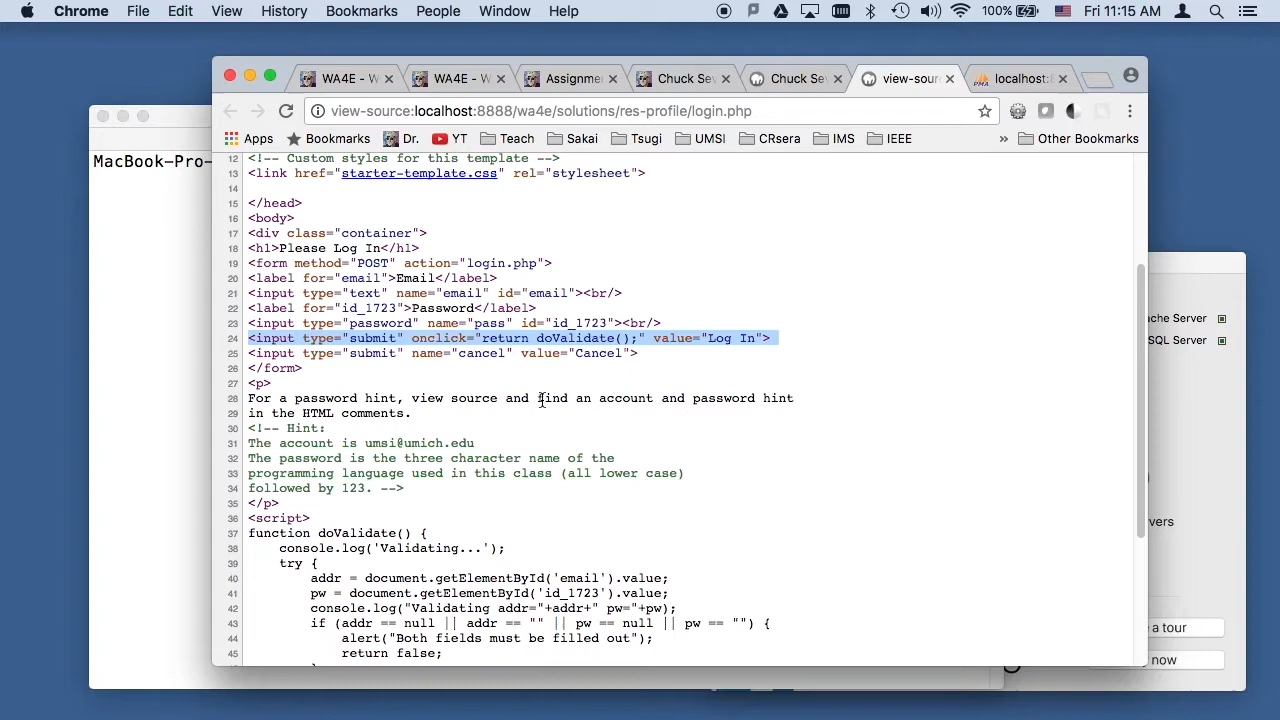 Chrome File Edit View History Bookmarks People Window Help 100% Fri 11:15 AM
WA4E - W WA4E - W Assignme Chuck Sev Chuck Sev view-sour localhost:8
view-source:localhost:8888/wa4e/solutions/res-profile/login.php
Apps Bookmarks Dr. YT Teach Sakai Tsugi UMSI CRsera IMS IEEE » Other Bookmarks
MacBook-Pro-
12 <!-- Custom styles for this template -->
13 <link href="starter-template.css" rel="stylesheet">
14
15 </head>
16 <body>
17 <div class="container">
18 <h1>Please Log In</h1>
19 <form method="POST" action="login.php">
20 <label for="email">Email</label>
21 <input type="text" name="email" id="email"><br/>
22 <label for="id_1723">Password</label>
23 <input type="password" name="pass" id="id_1723"><br/>
24 <input type="submit" onclick="return doValidate();" value="Log In">
25 <input type="submit" name="cancel" value="Cancel">
26 </form>
27 <p>
28 For a password hint, view source and find an account and password hint
29 in the HTML comments.
30 <!-- Hint:
31 The account is umsi@umich.edu
32 The password is the three character name of the
33 programming language used in this class (all lower case)
34 followed by 123. -->
35 </p>
36 <script>
37 function doValidate() {
38 console.log('Validating...');
39 try {
40 addr = document.getElementById('email').value;
41 pw = document.getElementById('id_1723').value;
42 console.log("Validating addr="+addr+" pw="+pw);
43 if (addr == null || addr == "" || pw == null || pw == "") {
44 alert("Both fields must be filled out");
45 return false;
ache Server
SQL Server
vers
e a tour
now